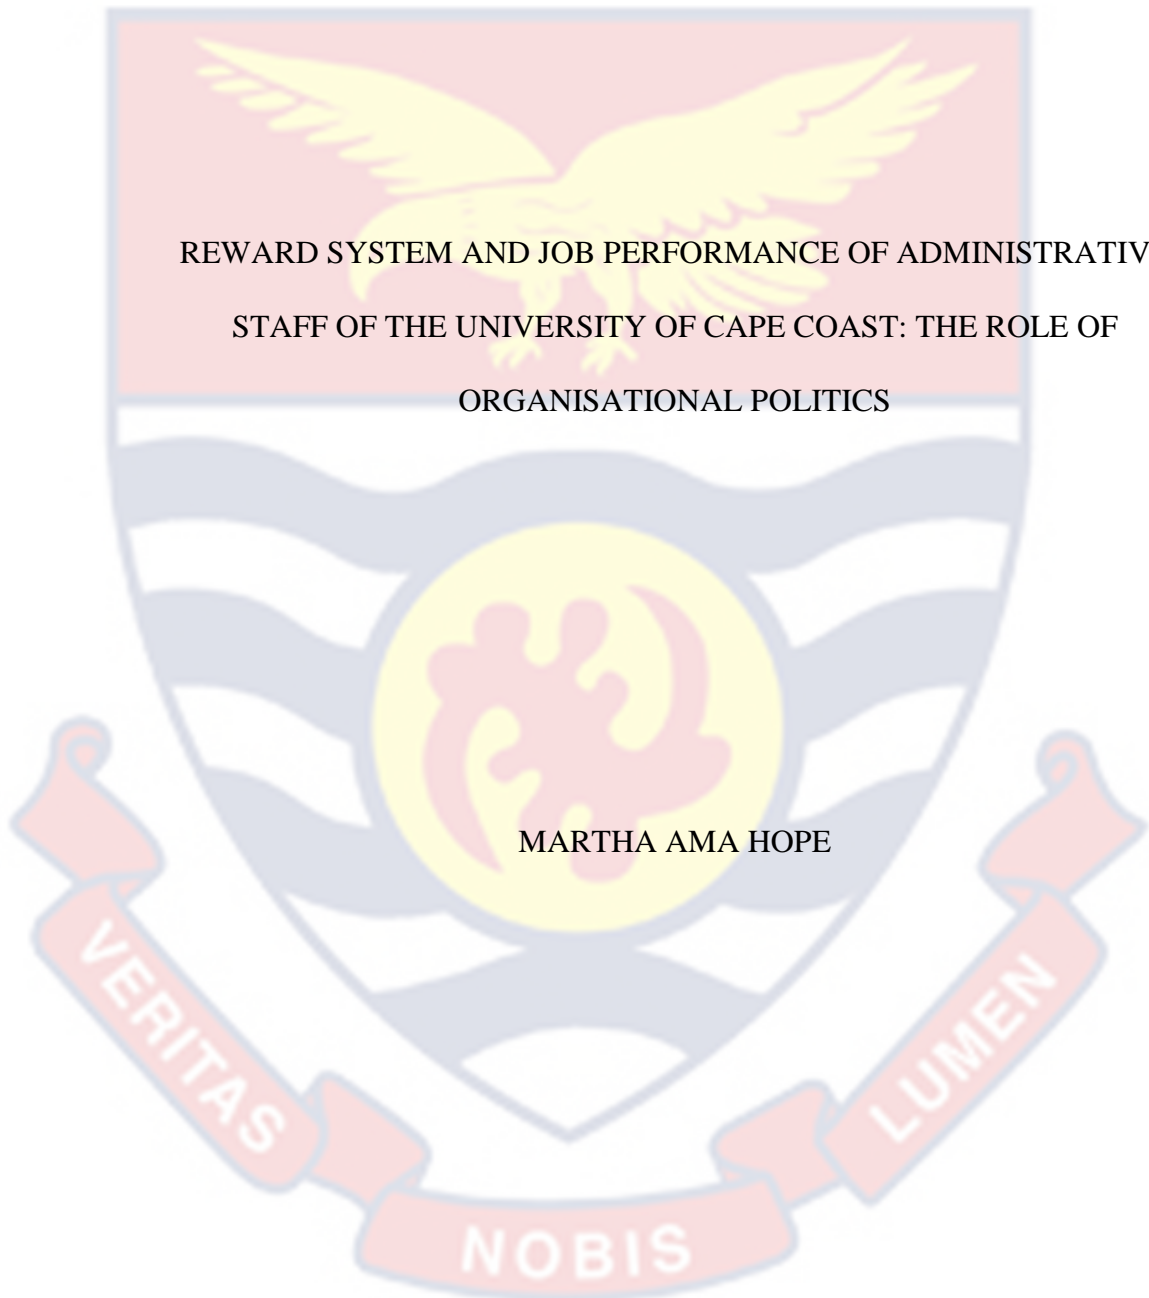 REWARD SYSTEM AND JOB PERFORMANCE OF ADMINISTRATIV
STAFF OF THE UNIVERSITY OF CAPE COAST: THE ROLE OF
ORGANISATIONAL POLITICS
MARTHA AMA HOPE
VERITAS
NOBIS
LUMEN